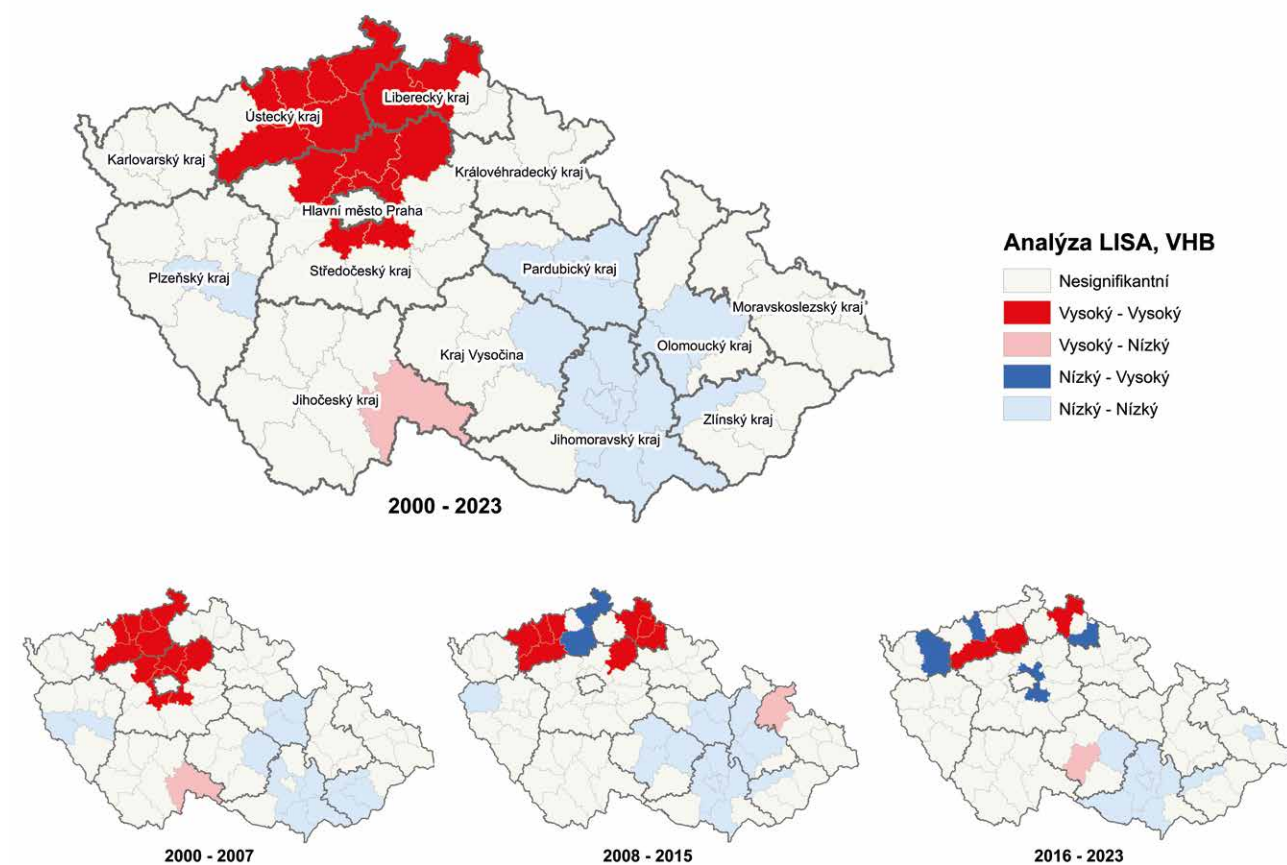 Liberecký kraj
Ústecký kraj
Karlovarský kraj
Královéhradecký kraj
Hlavní město Praha
Středočeský kraj
Plzeňský kraj
Pardubický kraj
Moravskoslezský kraj
Olomoucký kraj
Kraj Vysočina
Jihočeský kraj
Zlínský kraj
Jihomoravský kraj
2000 - 2023
Analýza LISA, VHB
Nesignifikantní
Vysoký - Vysoký
Vysoký - Nízký
Nízký - Vysoký
Nízký - Nízký
2000 - 2007
2008 - 2015
2016 - 2023